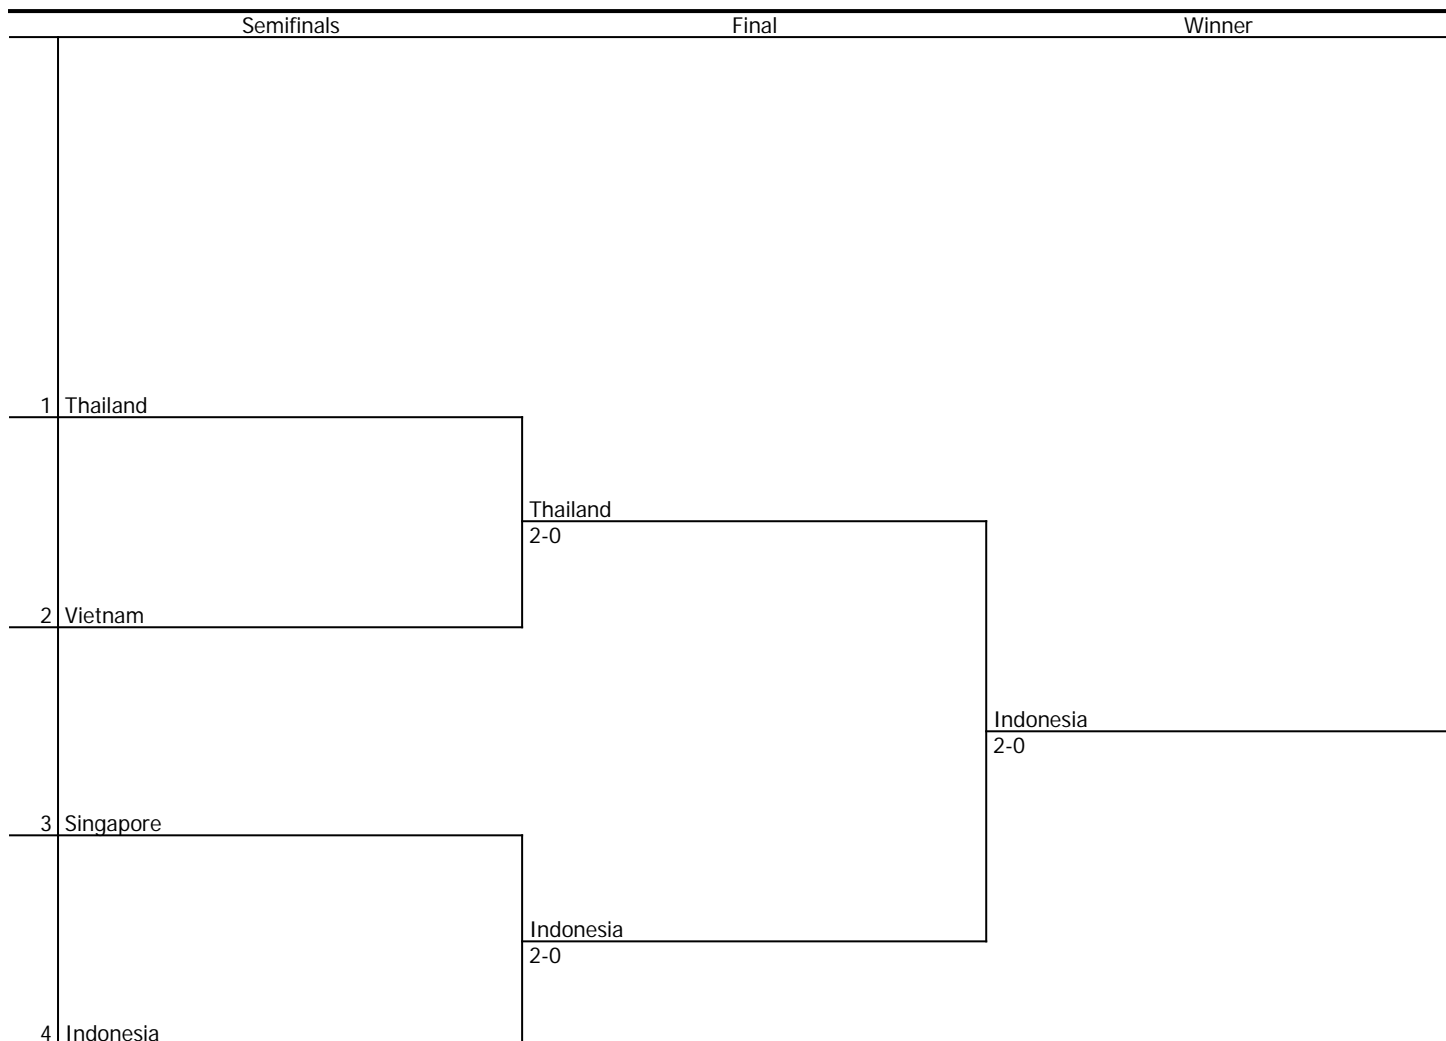 Semifinals Final Winner
1 Thailand
Thailand
2-0
2 Vietnam
Indonesia
2-0
3 Singapore
Indonesia
2-0
4 Indonesia